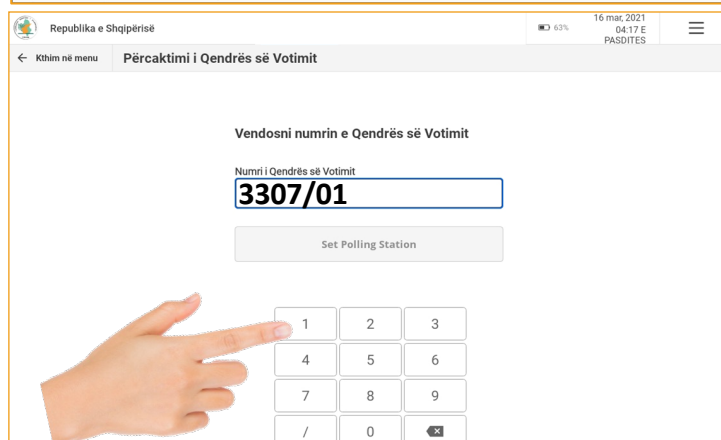 Republika e Shqipërisë
63%
16 mar, 2021
04:17 E
PASDITES
Kthim në menu
Përcaktimi i Qendrës së Votimit
Vendosni numrin e Qendrës së Votimit
Numri i Qendrës së Votimit
3307/01
Set Polling Station
1 2 3
4 5 6
7 8 9
/ 0